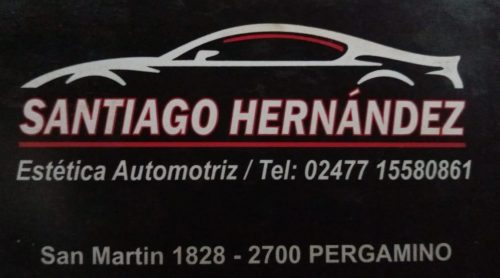 SANTIAGO HERNÁNDEZ
Estética Automotriz / Tel: 02477 15580861
San Martin 1828 - 2700 PERGAMINO